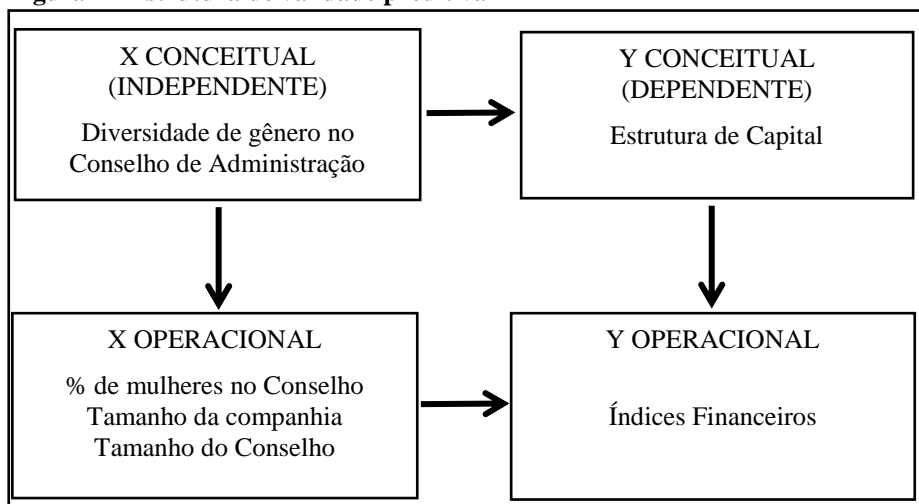 X CONCEITUAL
(INDEPENDENTE)
Diversidade de gênero no
Conselho de Administração
Y CONCEITUAL
(DEPENDENTE)
Estrutura de Capital
X OPERACIONAL
% de mulheres no Conselho
Tamanho da companhia
Tamanho do Conselho
Y OPERACIONAL
Índices Financeiros